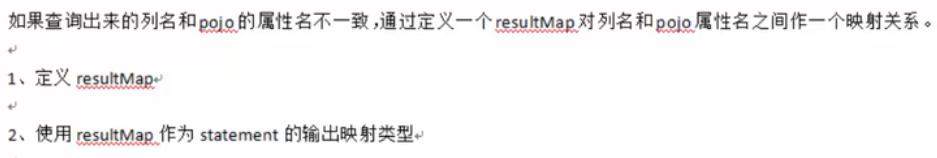 如果查询出来的列名和pojo的属性名不一致,通过定义一个resultMap对列名和pojo属性名之间作一个映射关系。
1、定义resultMap
2、使用resultMap作为statement的输出映射类型